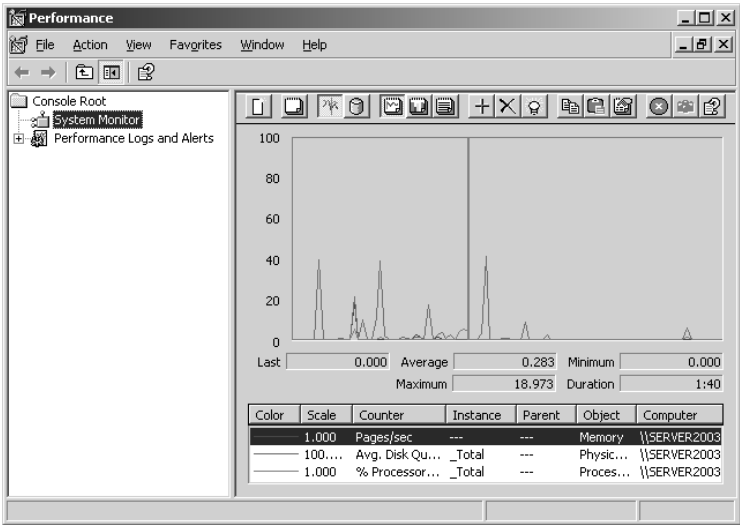 Performance
File Action View Favorites Window Help
Console Root
System Monitor
Performance Logs and Alerts
100
80
60
40
20
0
Last 0.000 Average 0.283 Minimum 0.000
Maximum 18.973 Duration 1:40
Color Scale Counter Instance Parent Object Computer
1.000 Pages/sec --- --- Memory \\SERVER2003
100.... Avg. Disk Qu... _Total --- Physic... \\SERVER2003
1.000 % Processor... _Total --- Proces... \\SERVER2003